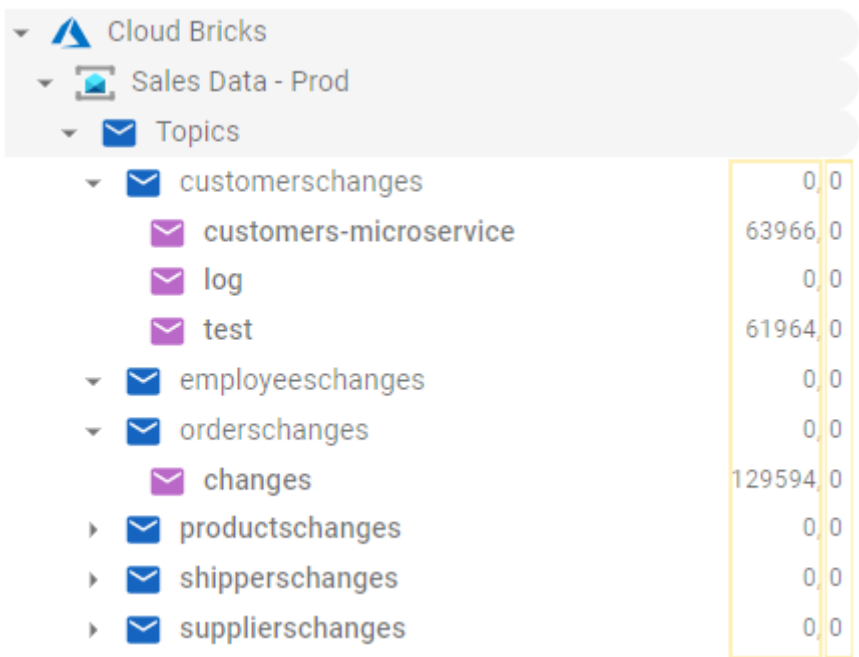 Cloud Bricks
Sales Data - Prod
Topics
customerschanges 0, 0
customers-microservice 63966, 0
log 0, 0
test 61964, 0
employeeschanges 0, 0
orderschanges 0, 0
changes 129594, 0
productschanges 0, 0
shipperschanges 0, 0
supplierschanges 0, 0